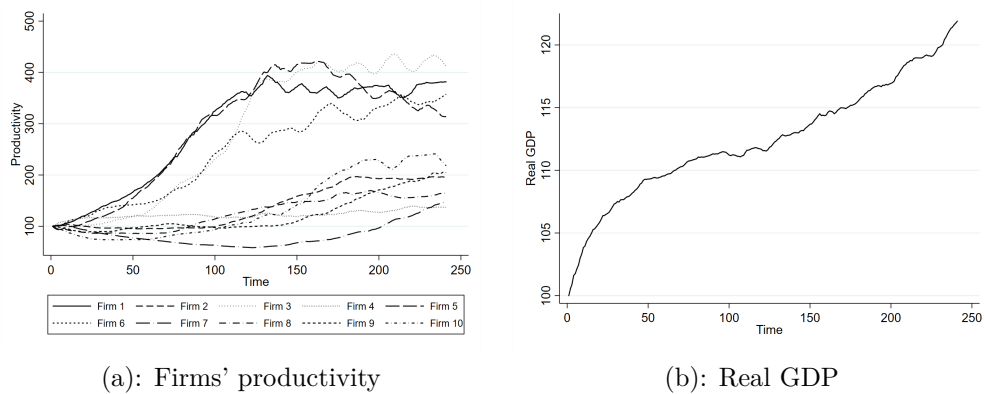 500
400
300
200
100
Productivity
0 50 100 150 200 250
Time
Firm 1 Firm 2 Firm 3 Firm 4 Firm 5
Firm 6 Firm 7 Firm 8 Firm 9 Firm 10
(a): Firms' productivity
120
115
110
105
100
Real GDP
0 50 100 150 200 250
Time
(b): Real GDP